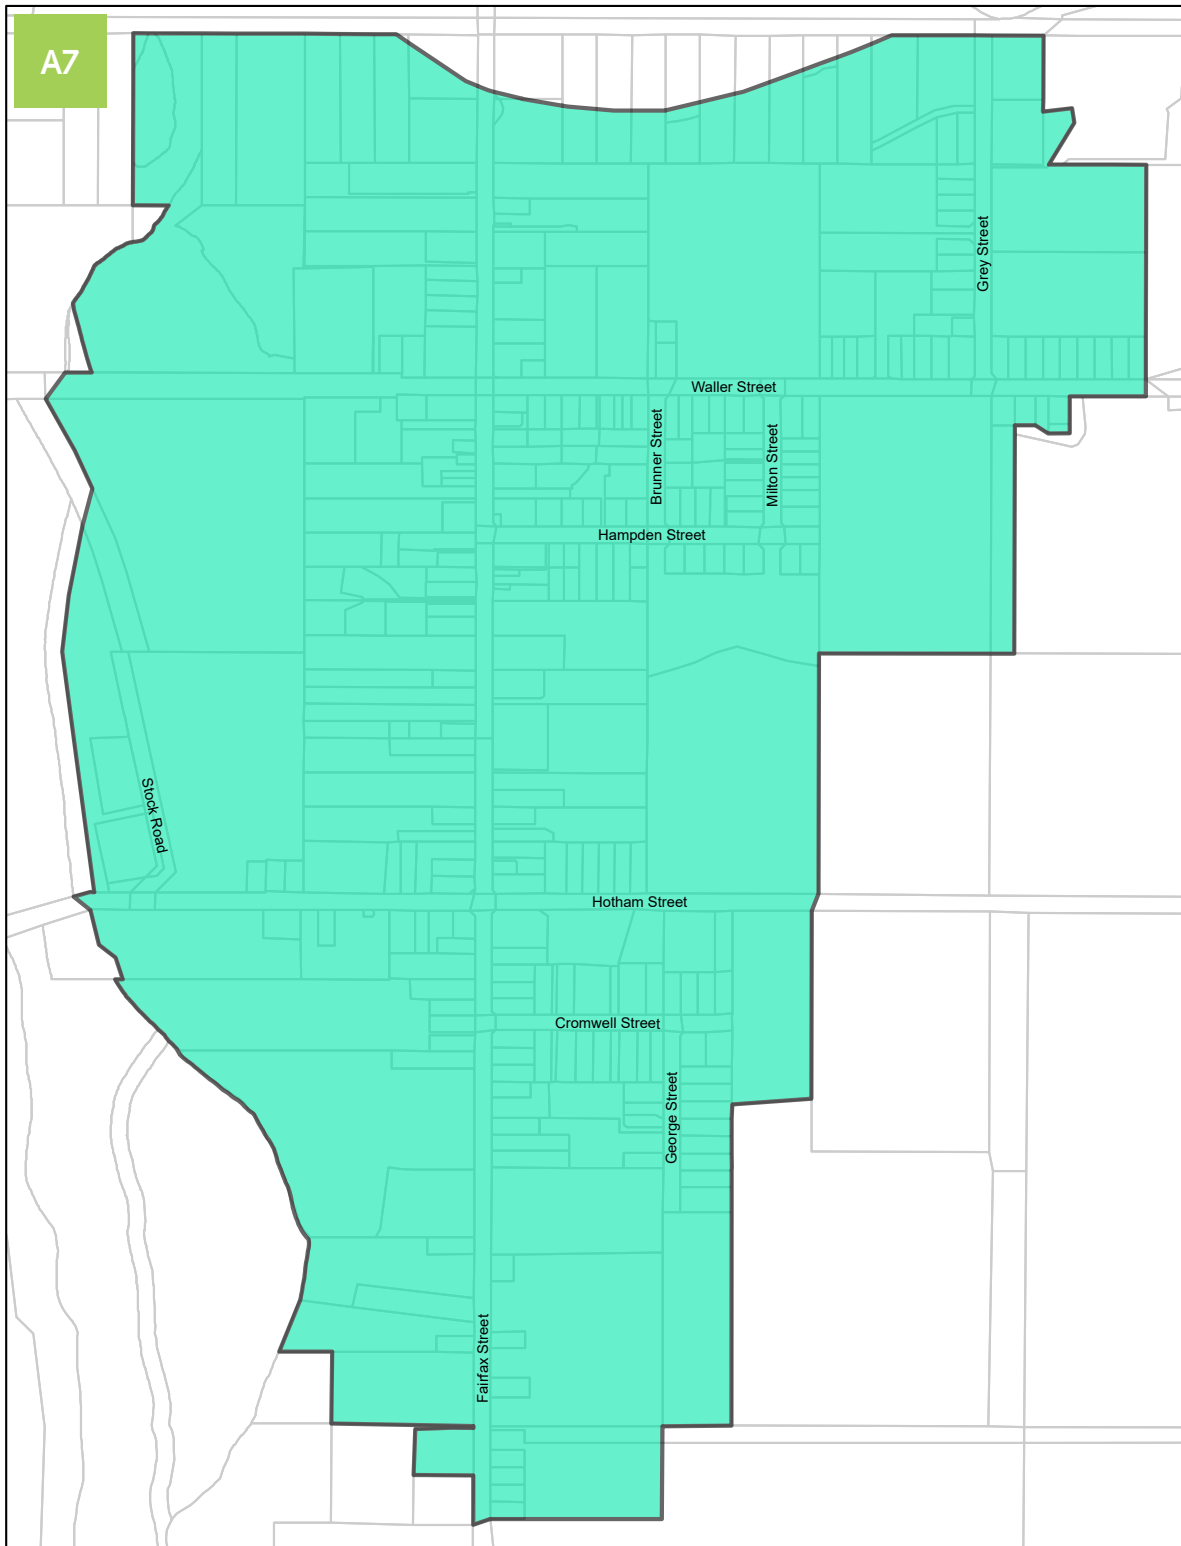 A7
Grey Street
Waller Street
Brunner Street
Milton Street
Hampden Street
Stock Road
Hotham Street
Cromwell Street
George Street
Fairfax Street